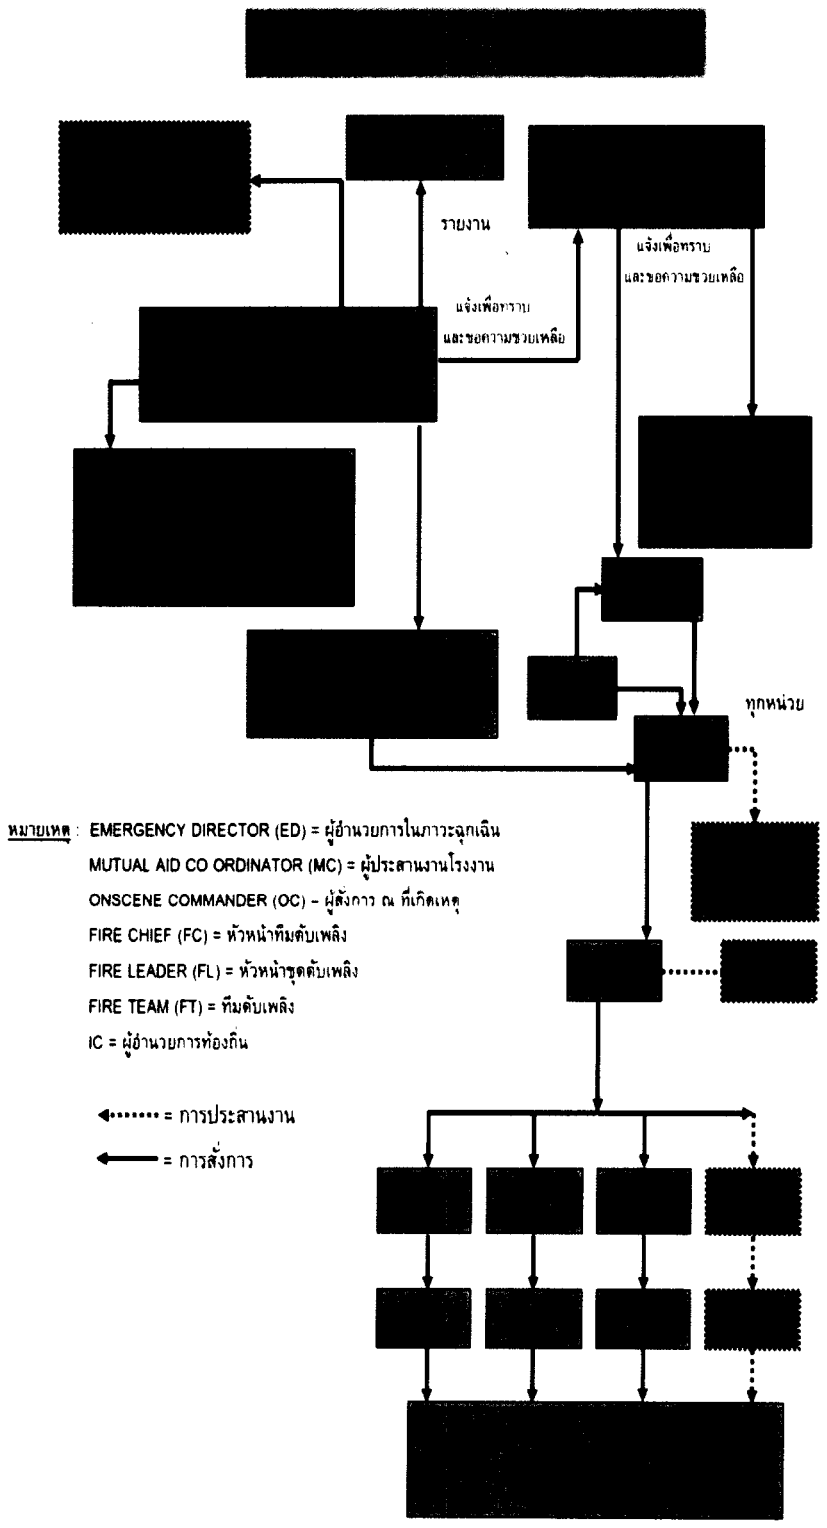 รายงาน
แจ้งเพื่อทราบ
และขอความช่วยเหลือ
แจ้งเพื่อทราบ
และขอความช่วยเหลือ
ทุกหน่วย
หมายเหตุ : EMERGENCY DIRECTOR (ED) = ผู้อำนวยการในภาวะฉุกเฉิน
MUTUAL AID CO ORDINATOR (MC) = ผู้ประสานงานโรงงาน
ONSCENE COMMANDER (OC) – ผู้สั่งการ ณ ที่เกิดเหตุ
FIRE CHIEF (FC) = หัวหน้าทีมดับเพลิง
FIRE LEADER (FL) = หัวหน้าชุดดับเพลิง
FIRE TEAM (FT) = ทีมดับเพลิง
IC = ผู้อำนวยการท้องถิ่น
= การประสานงาน
= การสั่งการ